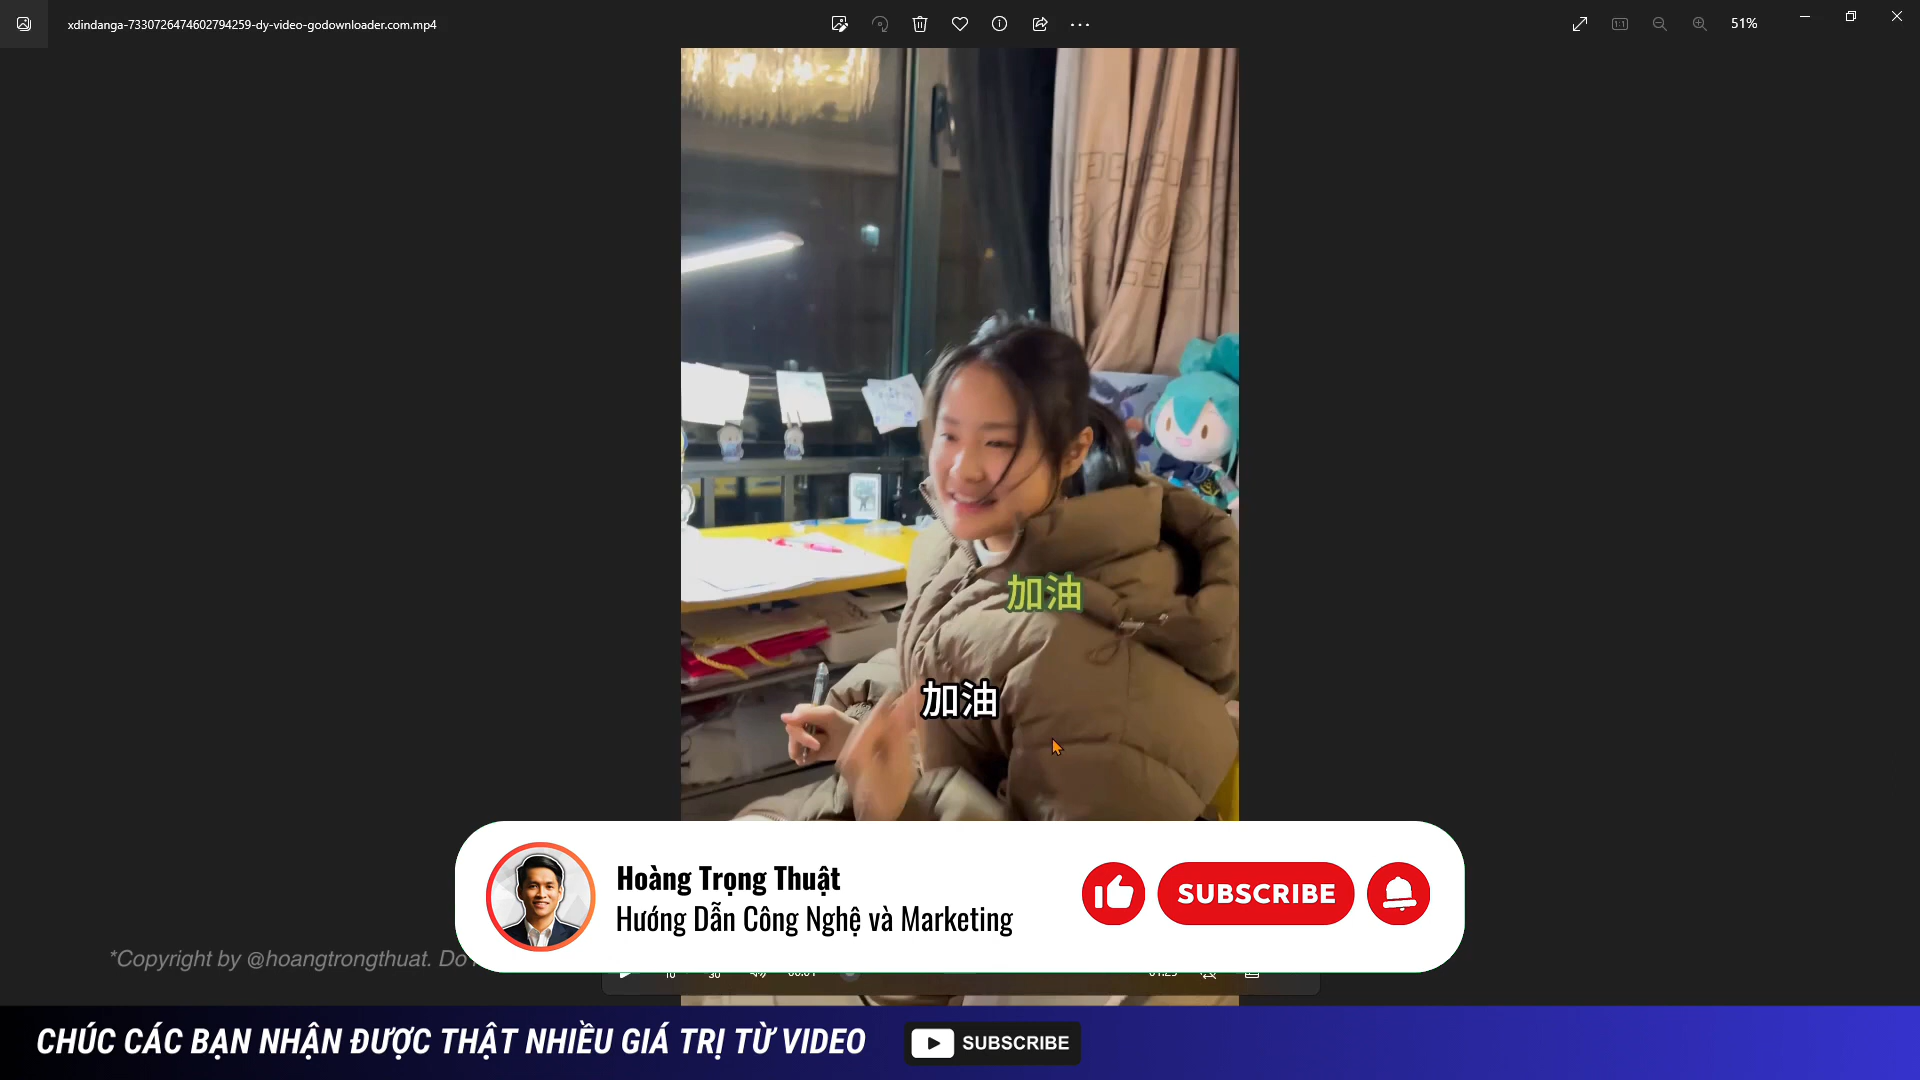 xdindanga-7330726474602794259-dy-video-godownloader.com.mp4
51%
加油
加油
Hoàng Trọng Thuật
Hướng Dẫn Công Nghệ và Marketing
SUBSCRIBE
*Copyright by @hoangtrongthuat. Do
CHÚC CÁC BẠN NHẬN ĐƯỢC THẬT NHIỀU GIÁ TRỊ TỪ VIDEO
SUBSCRIBE